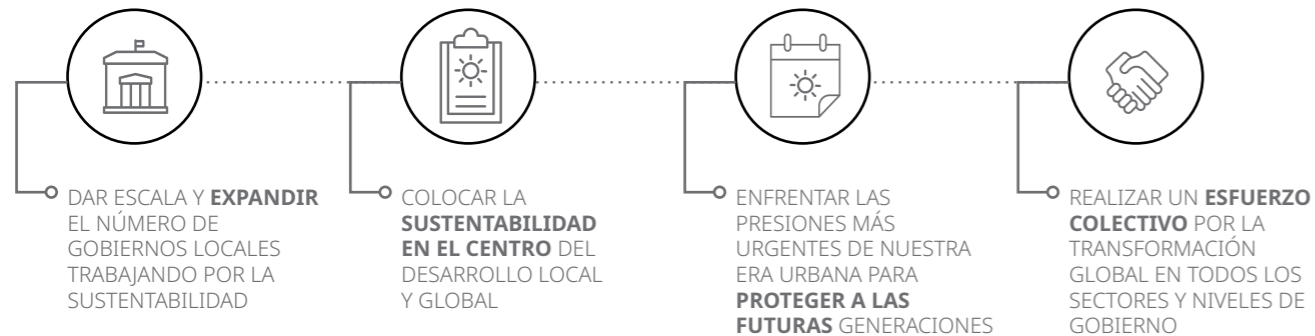 DAR ESCALA Y EXPANDIR
EL NÚMERO DE
GOBIERNOS LOCALES
TRABAJANDO POR LA
SUSTENTABILIDAD
COLOCAR LA
SUSTENTABILIDAD
EN EL CENTRO DEL
DESARROLLO LOCAL
Y GLOBAL
ENFRENTAR LAS
PRESIONES MÁS
URGENTES DE NUESTRA
ERA URBANA PARA
PROTEGER A LAS
FUTURAS GENERACIONES
REALIZAR UN ESFUERZO
COLECTIVO POR LA
TRANSFORMACIÓN
GLOBAL EN TODOS LOS
SECTORES Y NIVELES DE
GOBIERNO